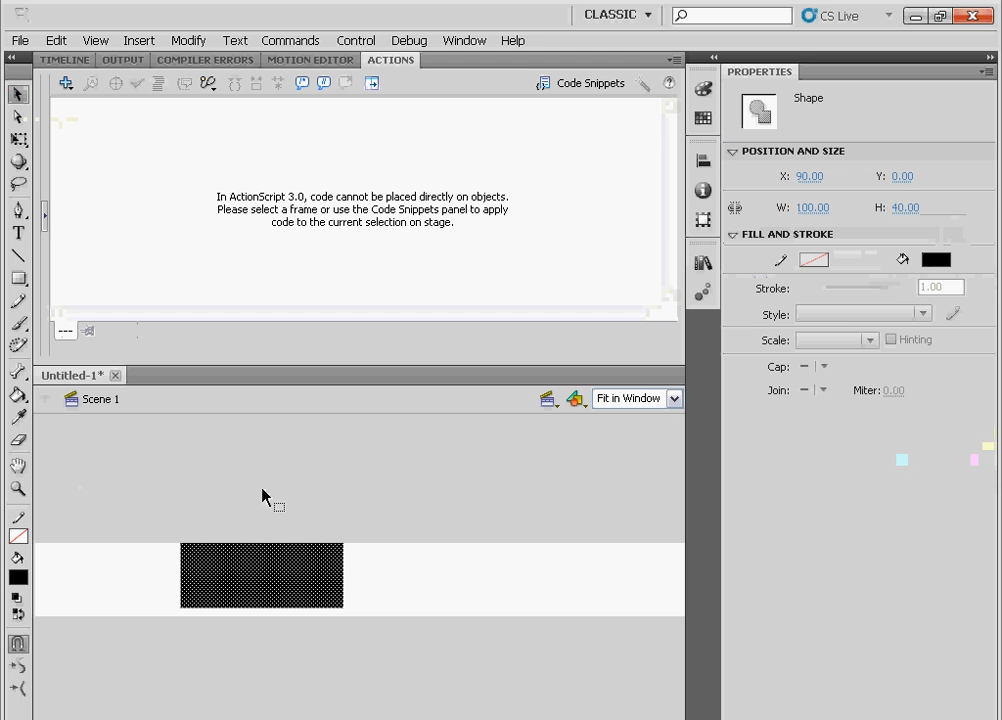 Fl
CLASSIC
CS Live
File Edit View Insert Modify Text Commands Control Debug Window Help
TIMELINE OUTPUT COMPILER ERRORS MOTION EDITOR ACTIONS
Code Snippets
In ActionScript 3.0, code cannot be placed directly on objects.
Please select a frame or use the Code Snippets panel to apply
code to the current selection on stage.
Untitled-1*
Scene 1
Fit in Window
PROPERTIES
Shape
POSITION AND SIZE
X: 90.00 Y: 0.00
W: 100.00 H: 40.00
FILL AND STROKE
Stroke: 1.00
Style:
Scale: Hinting
Cap:
Join: Miter: 0.00